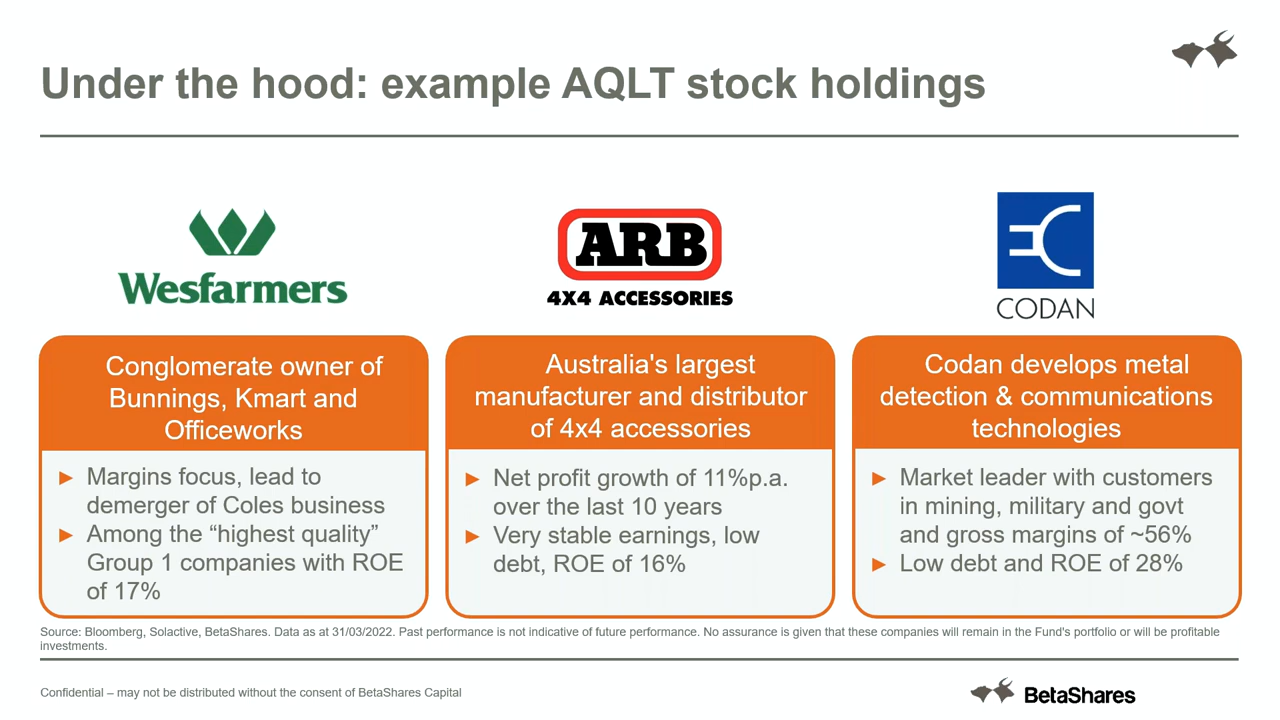 Under the hood: example AQLT stock holdings
Wesfarmers
ARB
4X4 ACCESSORIES
CODAN
Conglomerate owner of
Bunnings, Kmart and
Officeworks
► Margins focus, lead to
demerger of Coles business
► Among the “highest quality”
Group 1 companies with ROE
of 17%
Australia's largest
manufacturer and distributor
of 4x4 accessories
► Net profit growth of 11%p.a.
over the last 10 years
► Very stable earnings, low
debt, ROE of 16%
Codan develops metal
detection & communications
technologies
► Market leader with customers
in mining, military and govt
and gross margins of ~56%
► Low debt and ROE of 28%
Source: Bloomberg, Solactive, BetaShares. Data as at 31/03/2022. Past performance is not indicative of future performance. No assurance is given that these companies will remain in the Fund's portfolio or will be profitable
investments.
Confidential – may not be distributed without the consent of BetaShares Capital
BetaShares